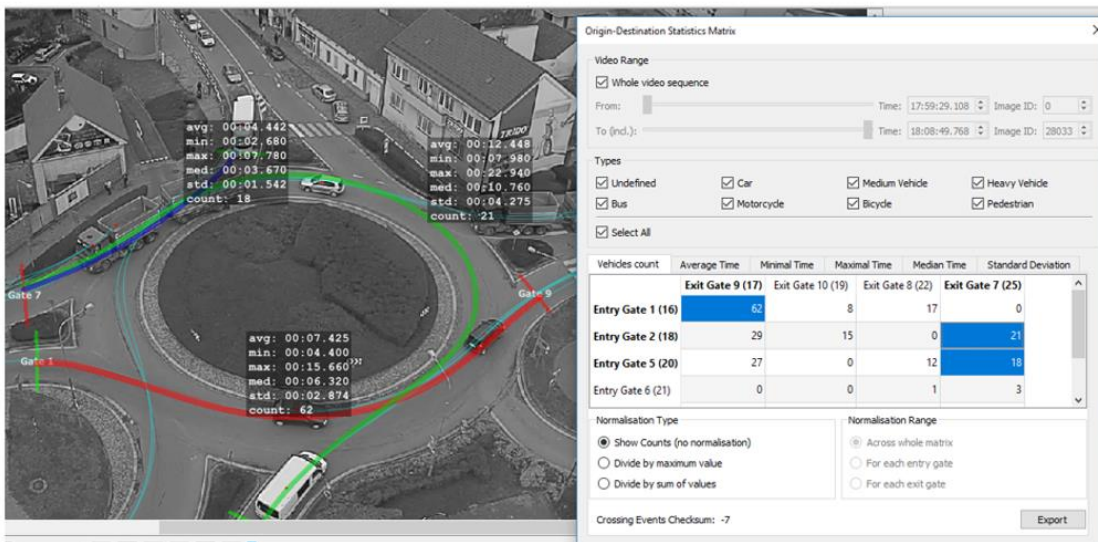 avg: 00:04.442
min: 00:02.680
max: 00:07.780
med: 00:03.670
std: 00:01.542
count: 18
TRIDO
avg: 00:12.448
min: 00:07.980
max: 00:22.940
med: 00:10.760
std: 00:04.275
count: 21
Gate 7
Gate 9
Gate 1
avg: 00:07.425
min: 00:04.400
max: 00:15.660
med: 00:06.320
std: 00:02.874
count: 62
Origin-Destination Statistics Matrix
Video Range
Whole video sequence
From: Time: 17:59:29.108 Image ID: 0
To (incl.): Time: 18:08:49.768 Image ID: 28033
Types
Undefined Car Medium Vehicle Heavy Vehicle
Bus Motorcycle Bicycle Pedestrian
Select All
Vehicles count Average Time Minimal Time Maximal Time Median Time Standard Deviation
Exit Gate 9 (17) Exit Gate 10 (19) Exit Gate 8 (22) Exit Gate 7 (25)
Entry Gate 1 (16) 62 8 17 0
Entry Gate 2 (18) 29 15 0 21
Entry Gate 5 (20) 27 0 12 18
Entry Gate 6 (21) 0 0 1 3
Normalisation Type Normalisation Range
Show Counts (no normalisation) Across whole matrix
Divide by maximum value For each entry gate
Divide by sum of values For each exit gate
Crossing Events Checksum: -7 Export